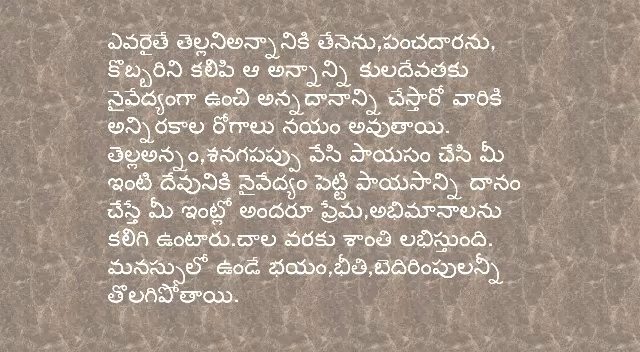 ఎవరైతే తెల్లనిఅన్నానికి తేనెను,పంచదారను,
కొబ్బరిని కలిపి ఆ అన్నాన్ని కులదేవతకు
నైవేద్యంగా ఉంచి అన్నదానాన్ని చేస్తారో వారికి
అన్నిరకాల రోగాలు నయం అవుతాయి.
తెల్లఅన్నం,శనగపప్పు వేసి పాయసం చేసి మీ
ఇంటి దేవునికి నైవేద్యం పెట్టి పాయసాన్ని దానం
చేస్తే మీ ఇంట్లో అందరూ ప్రేమ,అభిమానాలను
కలిగి ఉంటారు.చాల వరకు శాంతి లభిస్తుంది.
మనస్సులో ఉండే భయం,భీతి,బెదిరింపులన్నీ
తొలగిపోతాయి.